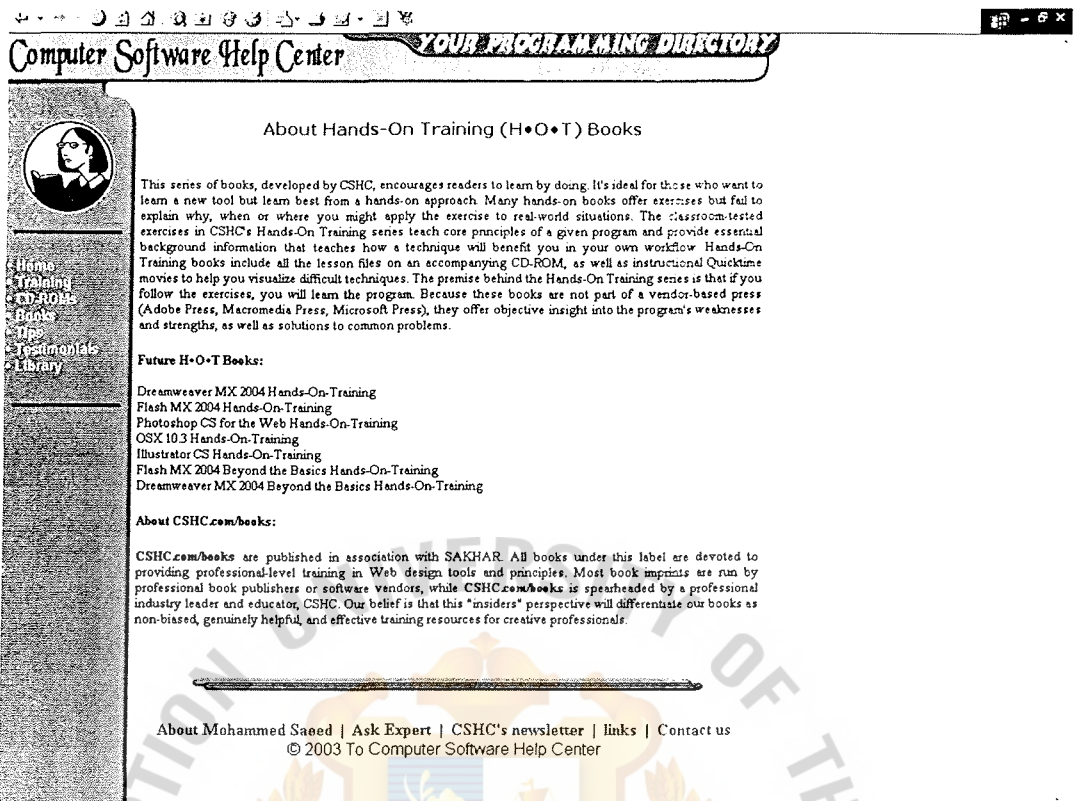 Computer Software Help Center
YOUR PROGRAMMING DIRECTORY
About Hands-On Training (H•O•T) Books
This series of books, developed by CSHC, encourages readers to learn by doing. It's ideal for those who want to
learn a new tool but learn best from a hands-on approach. Many hands-on books offer exercises but fail to
explain why, when or where you might apply the exercise to real-world situations. The classroom-tested
exercises in CSHC's Hands-On Training series teach core principles of a given program and provide essential
background information that teaches how a technique will benefit you in your own workflow. Hands-On
Training books include all the lesson files on an accompanying CD-ROM, as well as instructional Quicktime
movies to help you visualize difficult techniques. The premise behind the Hands-On Training series is that if you
follow the exercises, you will learn the program. Because these books are not part of a vendor-based press
(Adobe Press, Macromedia Press, Microsoft Press), they offer objective insight into the program's weaknesses
and strengths, as well as solutions to common problems.
• Home
• Training
• CD-ROMs
• Books
• Tips
• Testimonials
• Library
Future H•O•T Books:
Dreamweaver MX 2004 Hands-On-Training
Flash MX 2004 Hands-On-Training
Photoshop CS for the Web Hands-On-Training
OSX 10.3 Hands-On-Training
Illustrator CS Hands-On-Training
Flash MX 2004 Beyond the Basics Hands-On-Training
Dreamweaver MX 2004 Beyond the Basics Hands-On-Training
About CSHC.com/books:
CSHC.com/books are published in association with SAKHAR. All books under this label are devoted to
providing professional-level training in Web design tools and principles. Most book imprints are run by
professional book publishers or software vendors, while CSHC.com/books is spearheaded by a professional
industry leader and educator, CSHC. Our belief is that this "insiders" perspective will differentiate our books as
non-biased, genuinely helpful, and effective training resources for creative professionals.
About Mohammed Saeed | Ask Expert | CSHC's newsletter | links | Contact us
© 2003 To Computer Software Help Center
UNIVERSITY OF